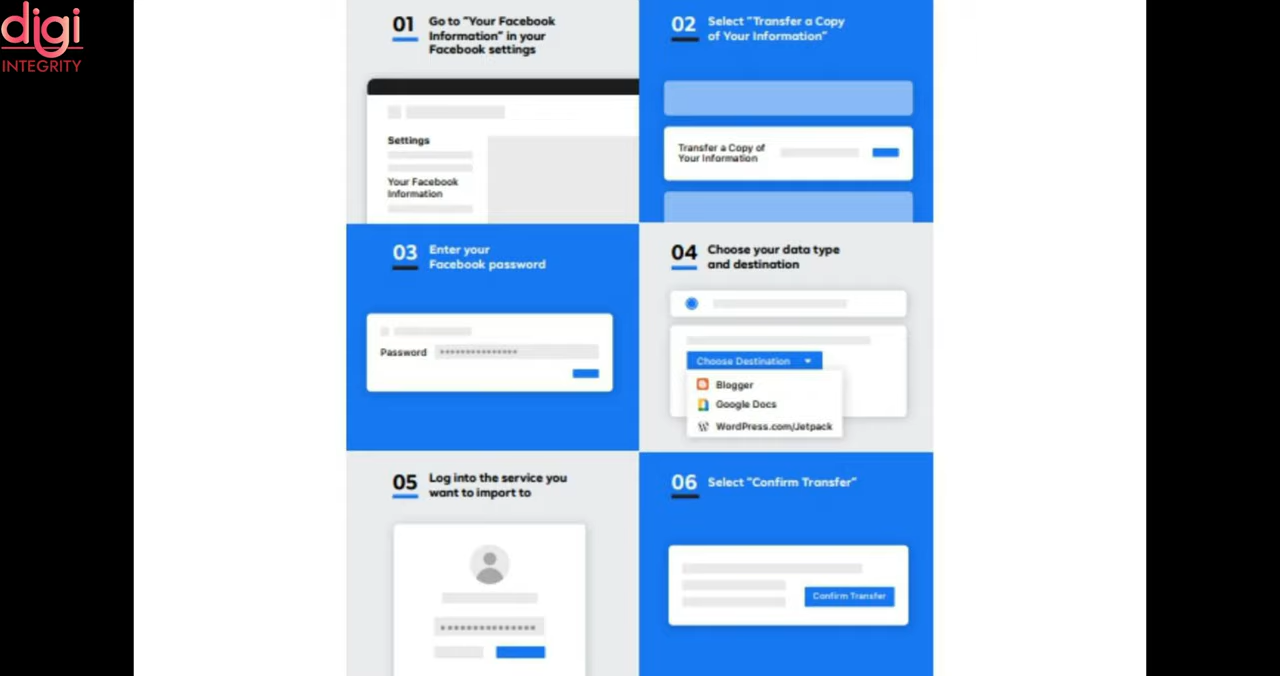 digi
INTEGRITY
01
Go to "Your Facebook
Information" in your
Facebook settings
Settings
Your Facebook
Information
02
Select "Transfer a Copy
of Your Information"
Transfer a Copy of
Your Information
03
Enter your
Facebook password
Password ***************
04
Choose your data type
and destination
Choose Destination
Blogger
Google Docs
WordPress.com/Jetpack
05
Log into the service you
want to import to
***************
06
Select "Confirm Transfer"
Confirm Transfer